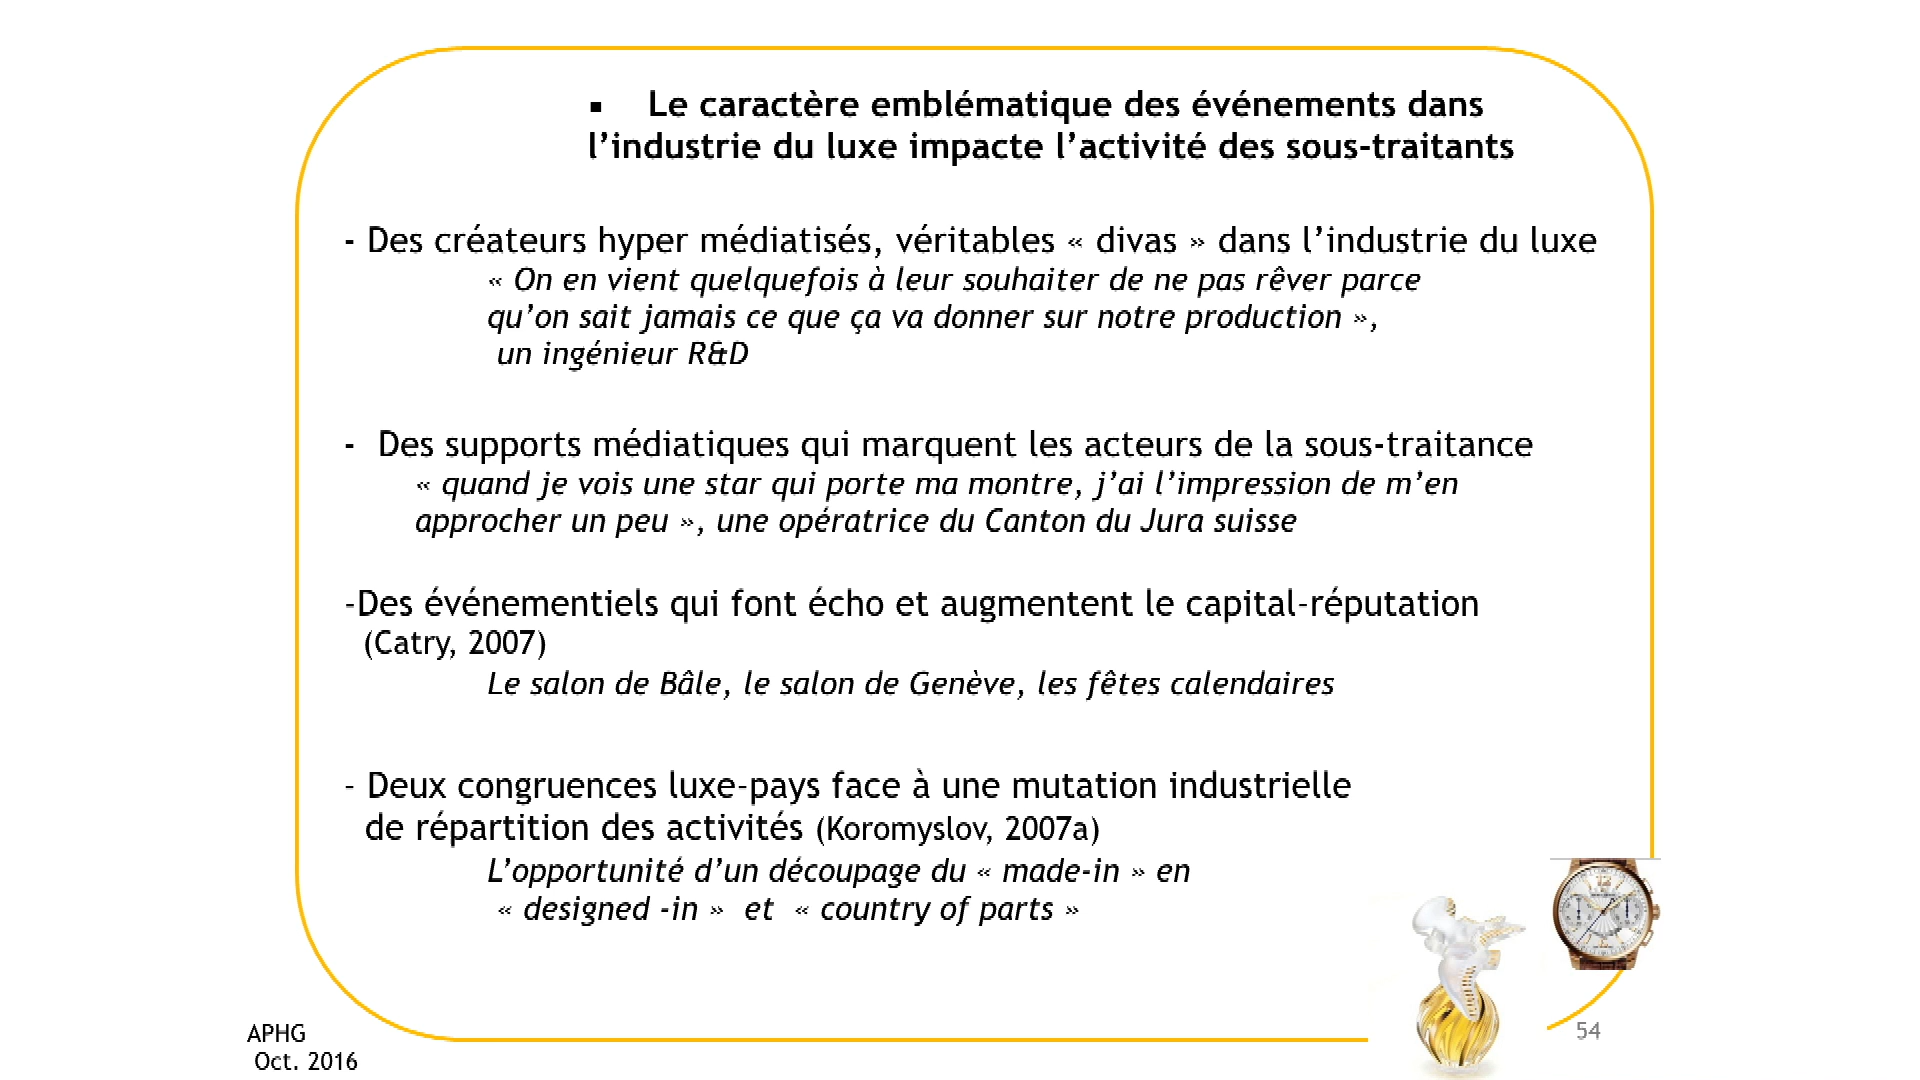 ▪ Le caractère emblématique des événements dans
l’industrie du luxe impacte l’activité des sous-traitants
- Des créateurs hyper médiatisés, véritables « divas » dans l’industrie du luxe
« On en vient quelquefois à leur souhaiter de ne pas rêver parce
qu’on sait jamais ce que ça va donner sur notre production »,
un ingénieur R&D
- Des supports médiatiques qui marquent les acteurs de la sous-traitance
« quand je vois une star qui porte ma montre, j’ai l’impression de m’en
approcher un peu », une opératrice du Canton du Jura suisse
-Des événementiels qui font écho et augmentent le capital-réputation
(Catry, 2007)
Le salon de Bâle, le salon de Genève, les fêtes calendaires
- Deux congruences luxe-pays face à une mutation industrielle
de répartition des activités (Koromyslov, 2007a)
L’opportunité d’un découpage du « made-in » en
« designed -in » et « country of parts »
APHG
Oct. 2016
54